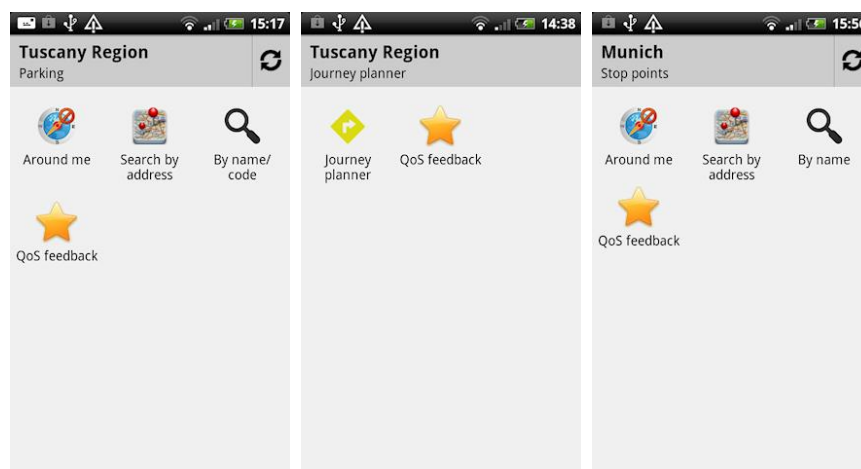 15:17
Tuscany Region
Parking
Around me
Search by
address
By name/
code
QoS feedback
14:38
Tuscany Region
Journey planner
Journey
planner
QoS feedback
Munich
Stop points
Around me
Search by
address
By name
QoS feedback